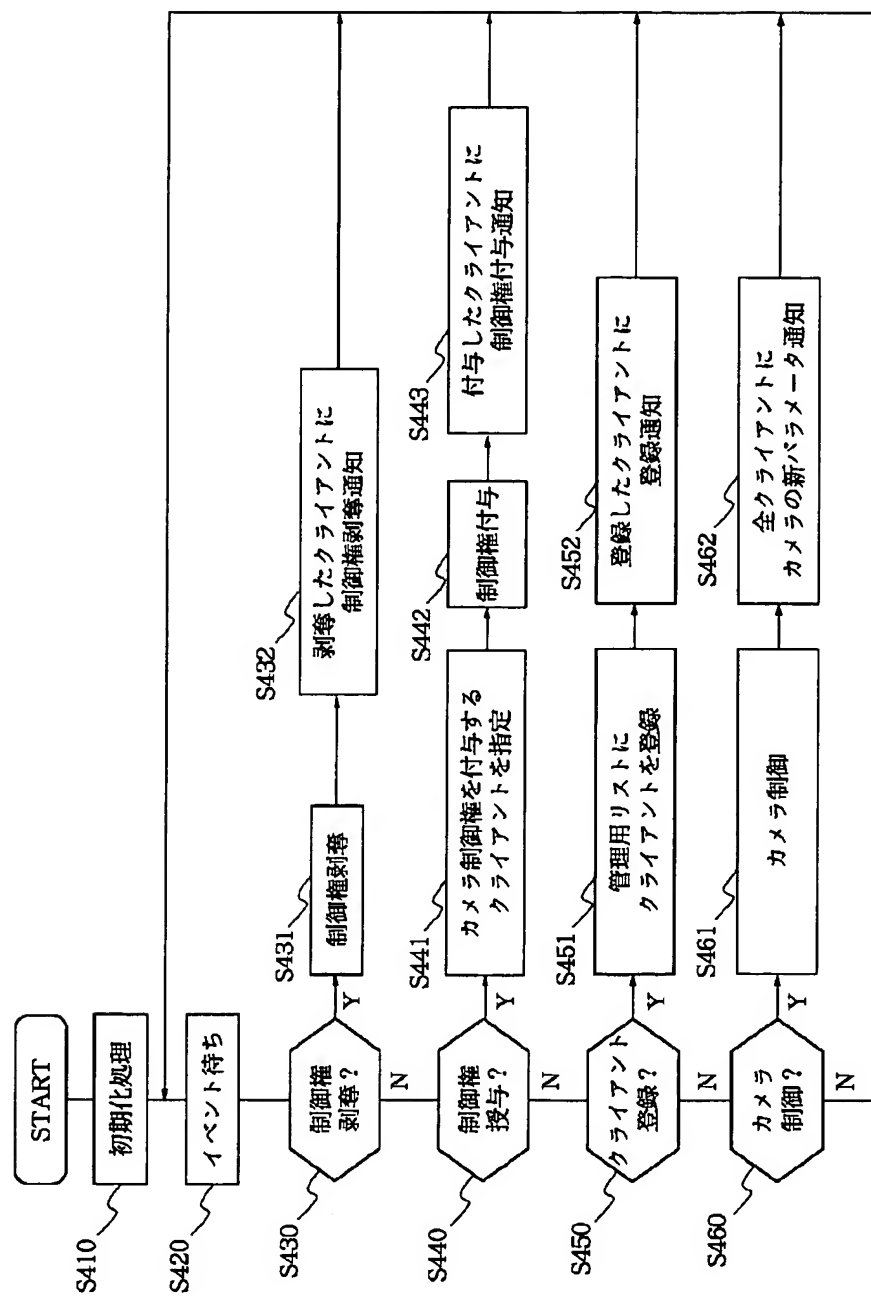 START
S410
初期化処理
S420
イベント待ち
S430
制御権
剥奪?
Y
N
S431
制御権剥奪
S432
剥奪したクライアントに
制御権剥奪通知
S440
制御権
授与?
Y
N
S441
カメラ制御権を付与する
クライアントを指定
S442
制御権付与
S443
付与したクライアントに
制御権付与通知
S450
クライアント
登録?
Y
N
S451
管理用リストに
クライアントを登録
S452
登録したクライアントに
登録通知
S460
カメラ
制御?
Y
N
S461
カメラ制御
S462
全クライアントに
カメラの新パラメータ通知